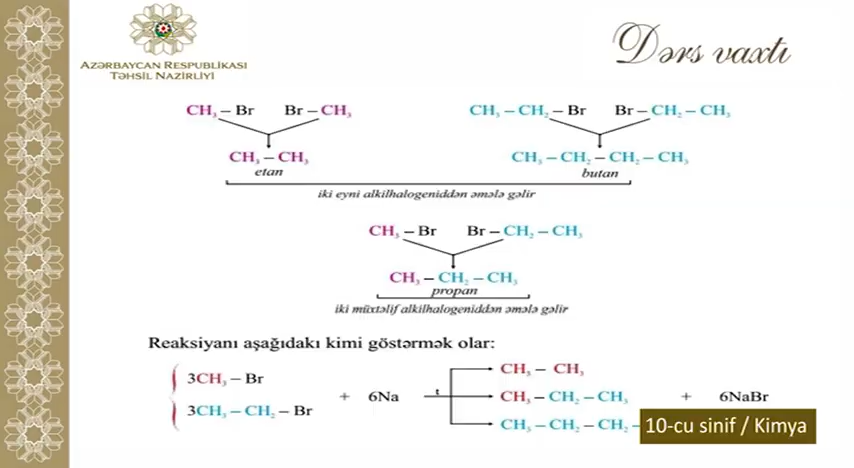 AZƏRBAYCAN RESPUBLİKASI
TƏHSİL NAZİRLİYİ
Dərs vaxtı
CH₃ – Br Br – CH₃
CH₃ – CH₂ – Br Br – CH₂ – CH₃
CH₃ – CH₃
etan
CH₃ – CH₂ – CH₂ – CH₃
butan
iki eyni alkilhalogeniddən əmələ gəlir
CH₃ – Br Br – CH₂ – CH₃
CH₃ – CH₂ – CH₃
propan
iki müxtəlif alkilhalogeniddən əmələ gəlir
Reaksiyanı aşağıdakı kimi göstərmək olar:
3CH₃ – Br
3CH₃ – CH₂ – Br
+ 6Na
t
CH₃ – CH₃
CH₃ – CH₂ – CH₃
CH₃ – CH₂ – CH₂ –
+ 6NaBr
10-cu sinif / Kimya